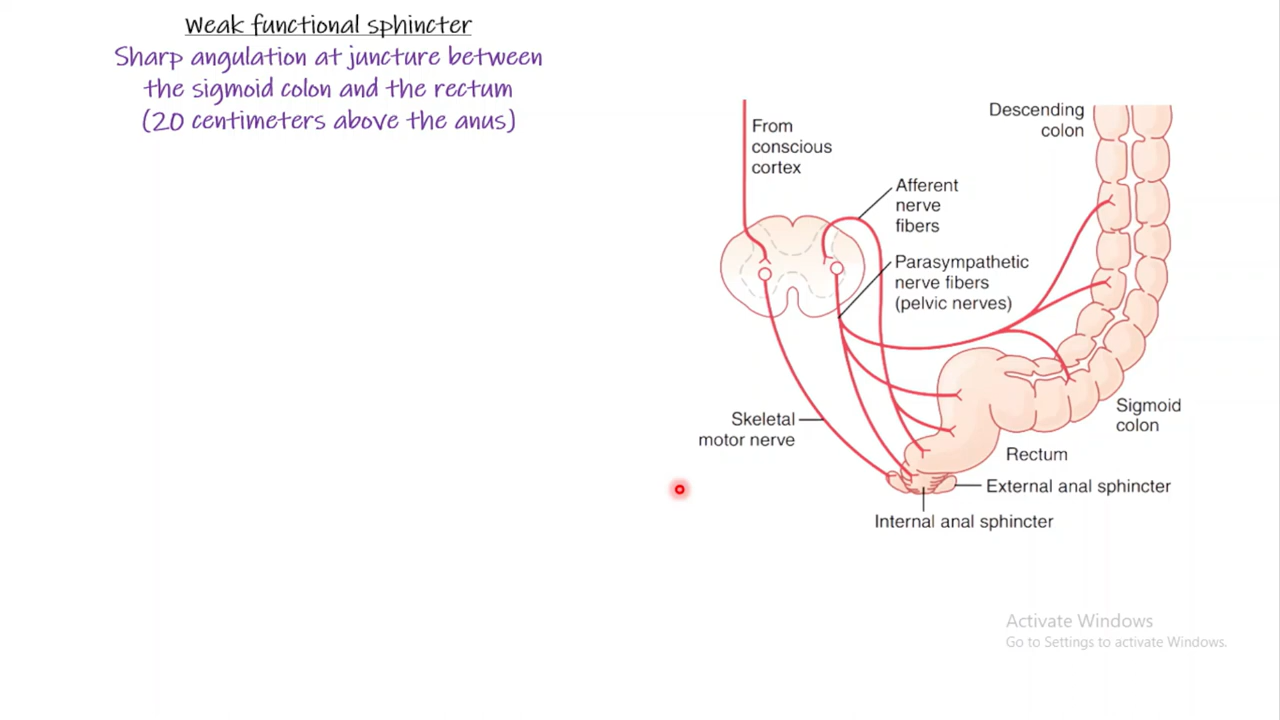 Weak functional sphincter
Sharp angulation at juncture between
the sigmoid colon and the rectum
(20 centimeters above the anus)
From
conscious
cortex
Descending
colon
Afferent
nerve
fibers
Parasympathetic
nerve fibers
(pelvic nerves)
Skeletal
motor nerve
Sigmoid
colon
Rectum
External anal sphincter
Internal anal sphincter
Activate Windows
Go to Settings to activate Windows.